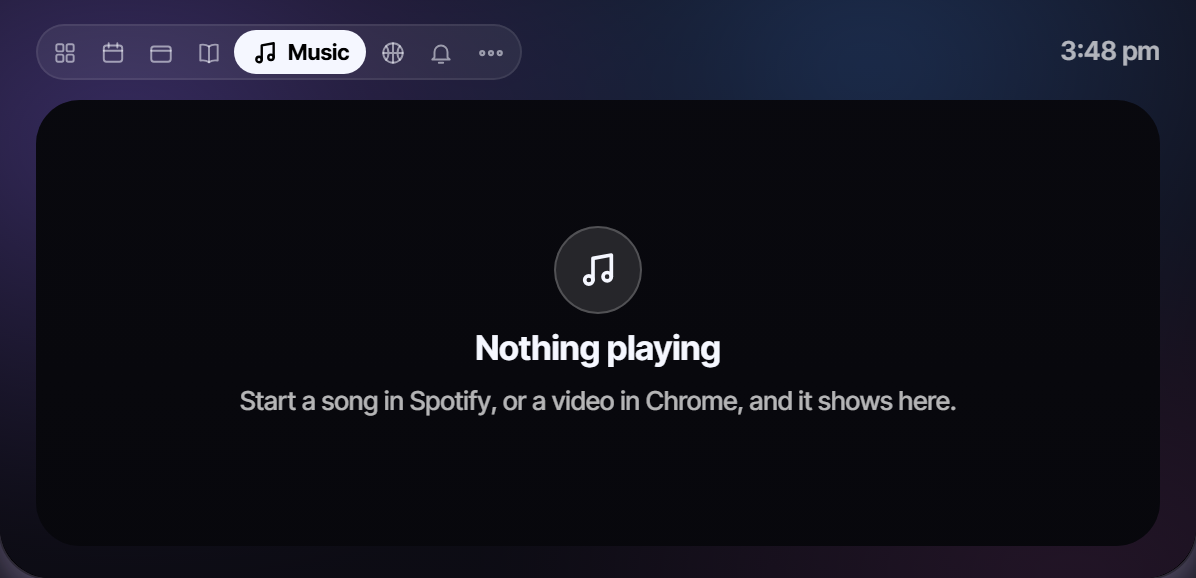 Music
3:48 pm
Nothing playing
Start a song in Spotify, or a video in Chrome, and it shows here.